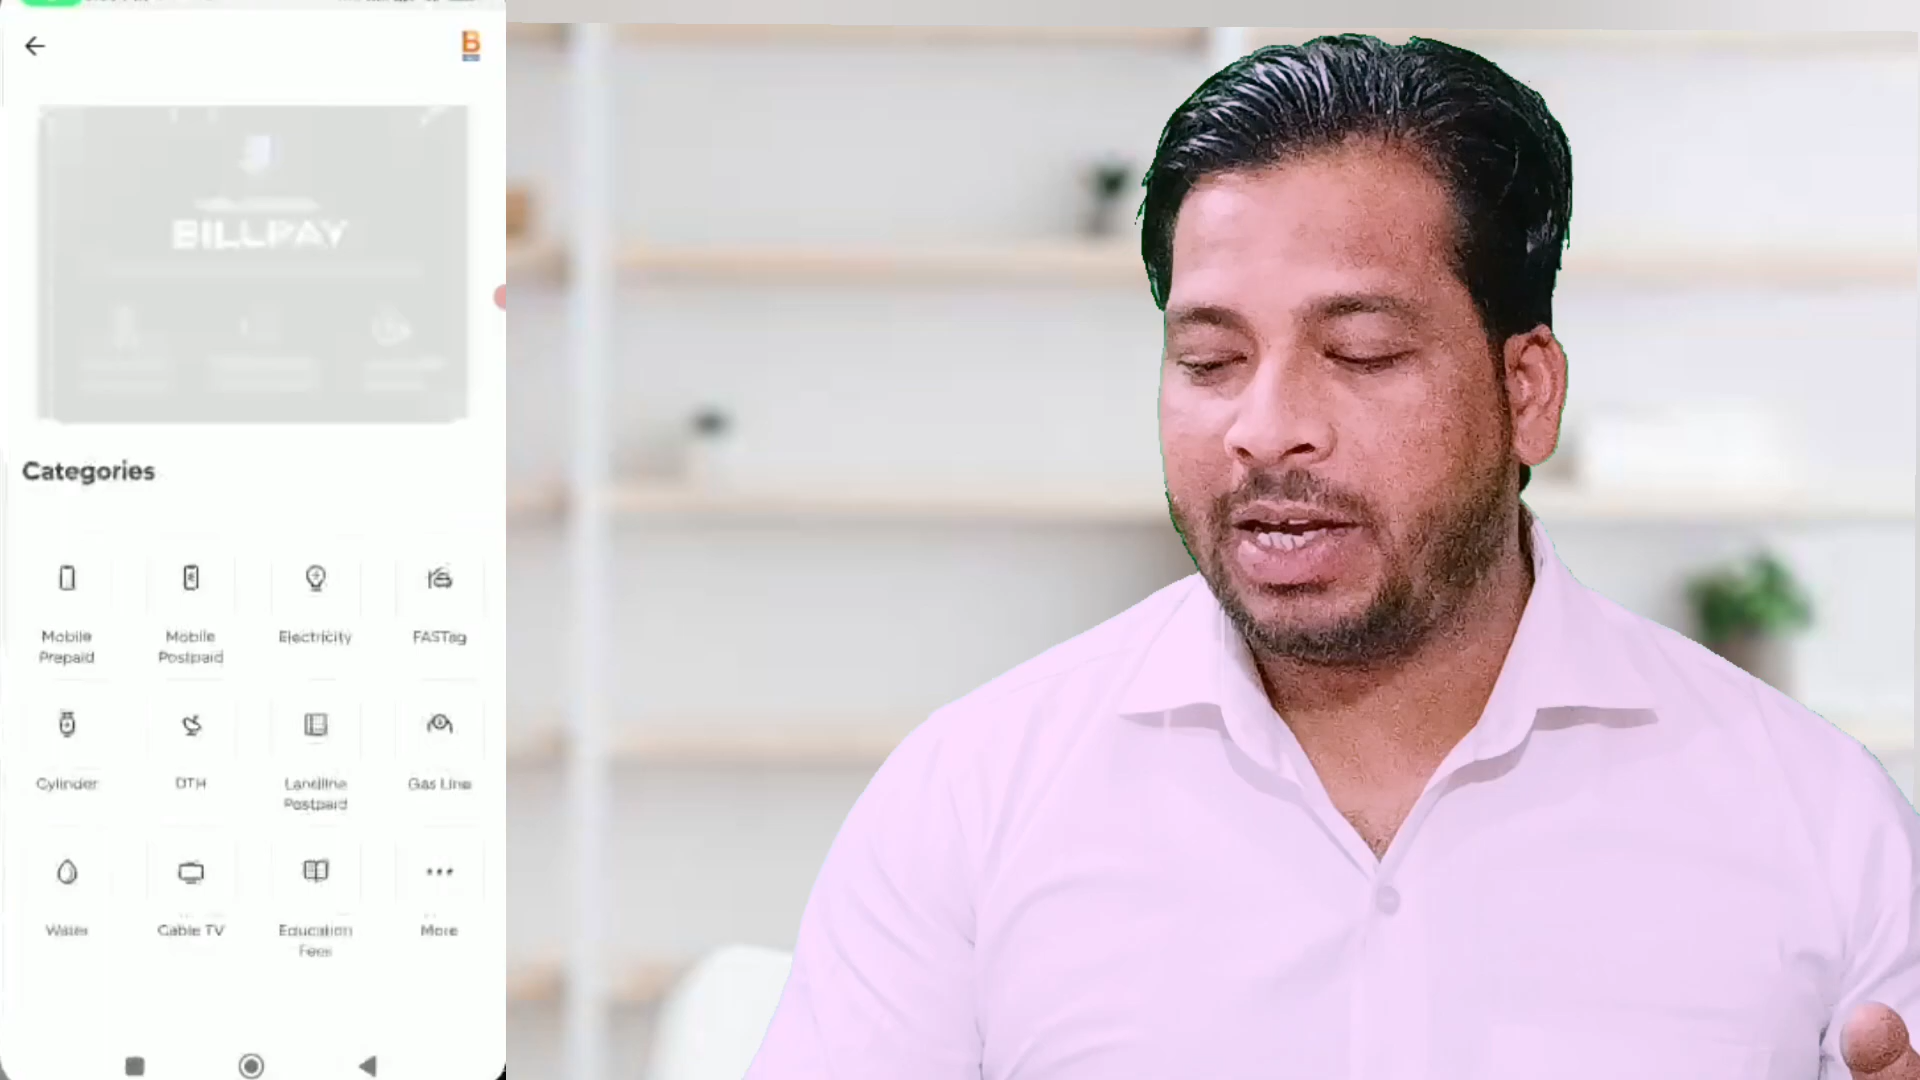 B
BILLPAY
Categories
Mobile
Prepaid
Mobile
Postpaid
Electricity
FASTag
Cylinder
DTH
Landline
Postpaid
Gas Line
Water
Cable TV
Education
Fees
More